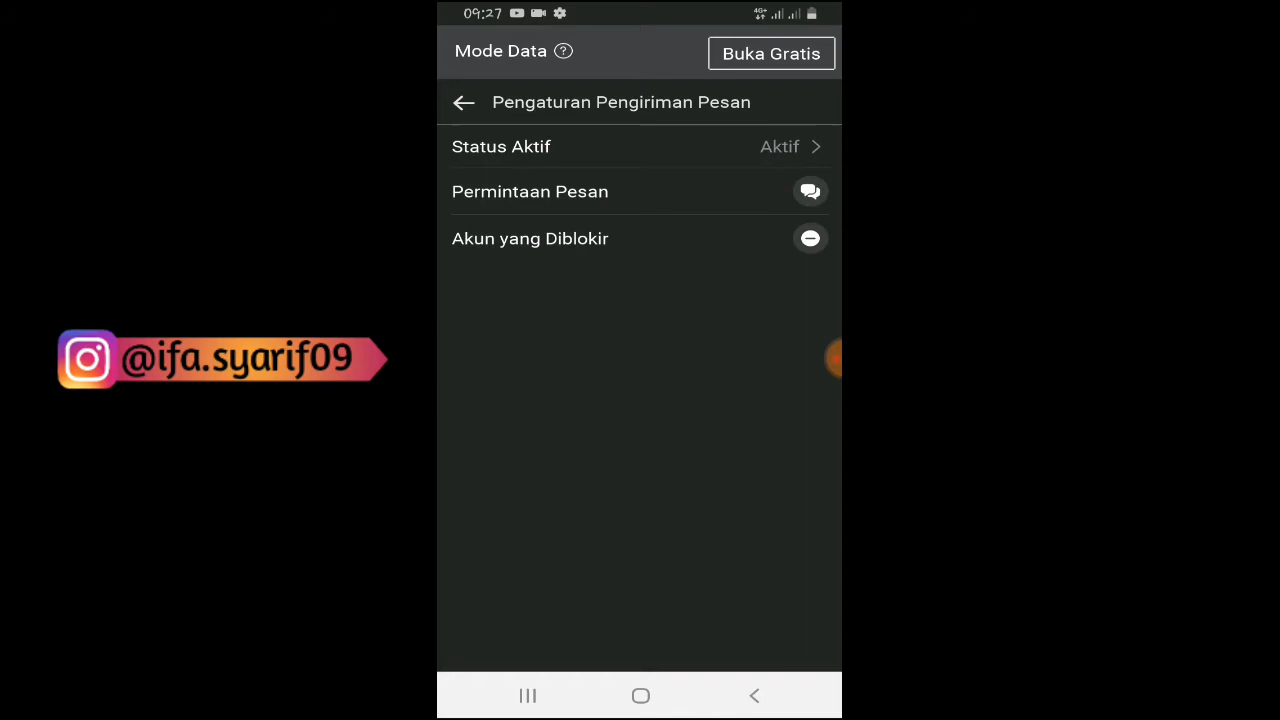 09:27
4G+
Mode Data
Buka Gratis
Pengaturan Pengiriman Pesan
Status Aktif
Aktif
Permintaan Pesan
Akun yang Diblokir
@ifa.syarif09